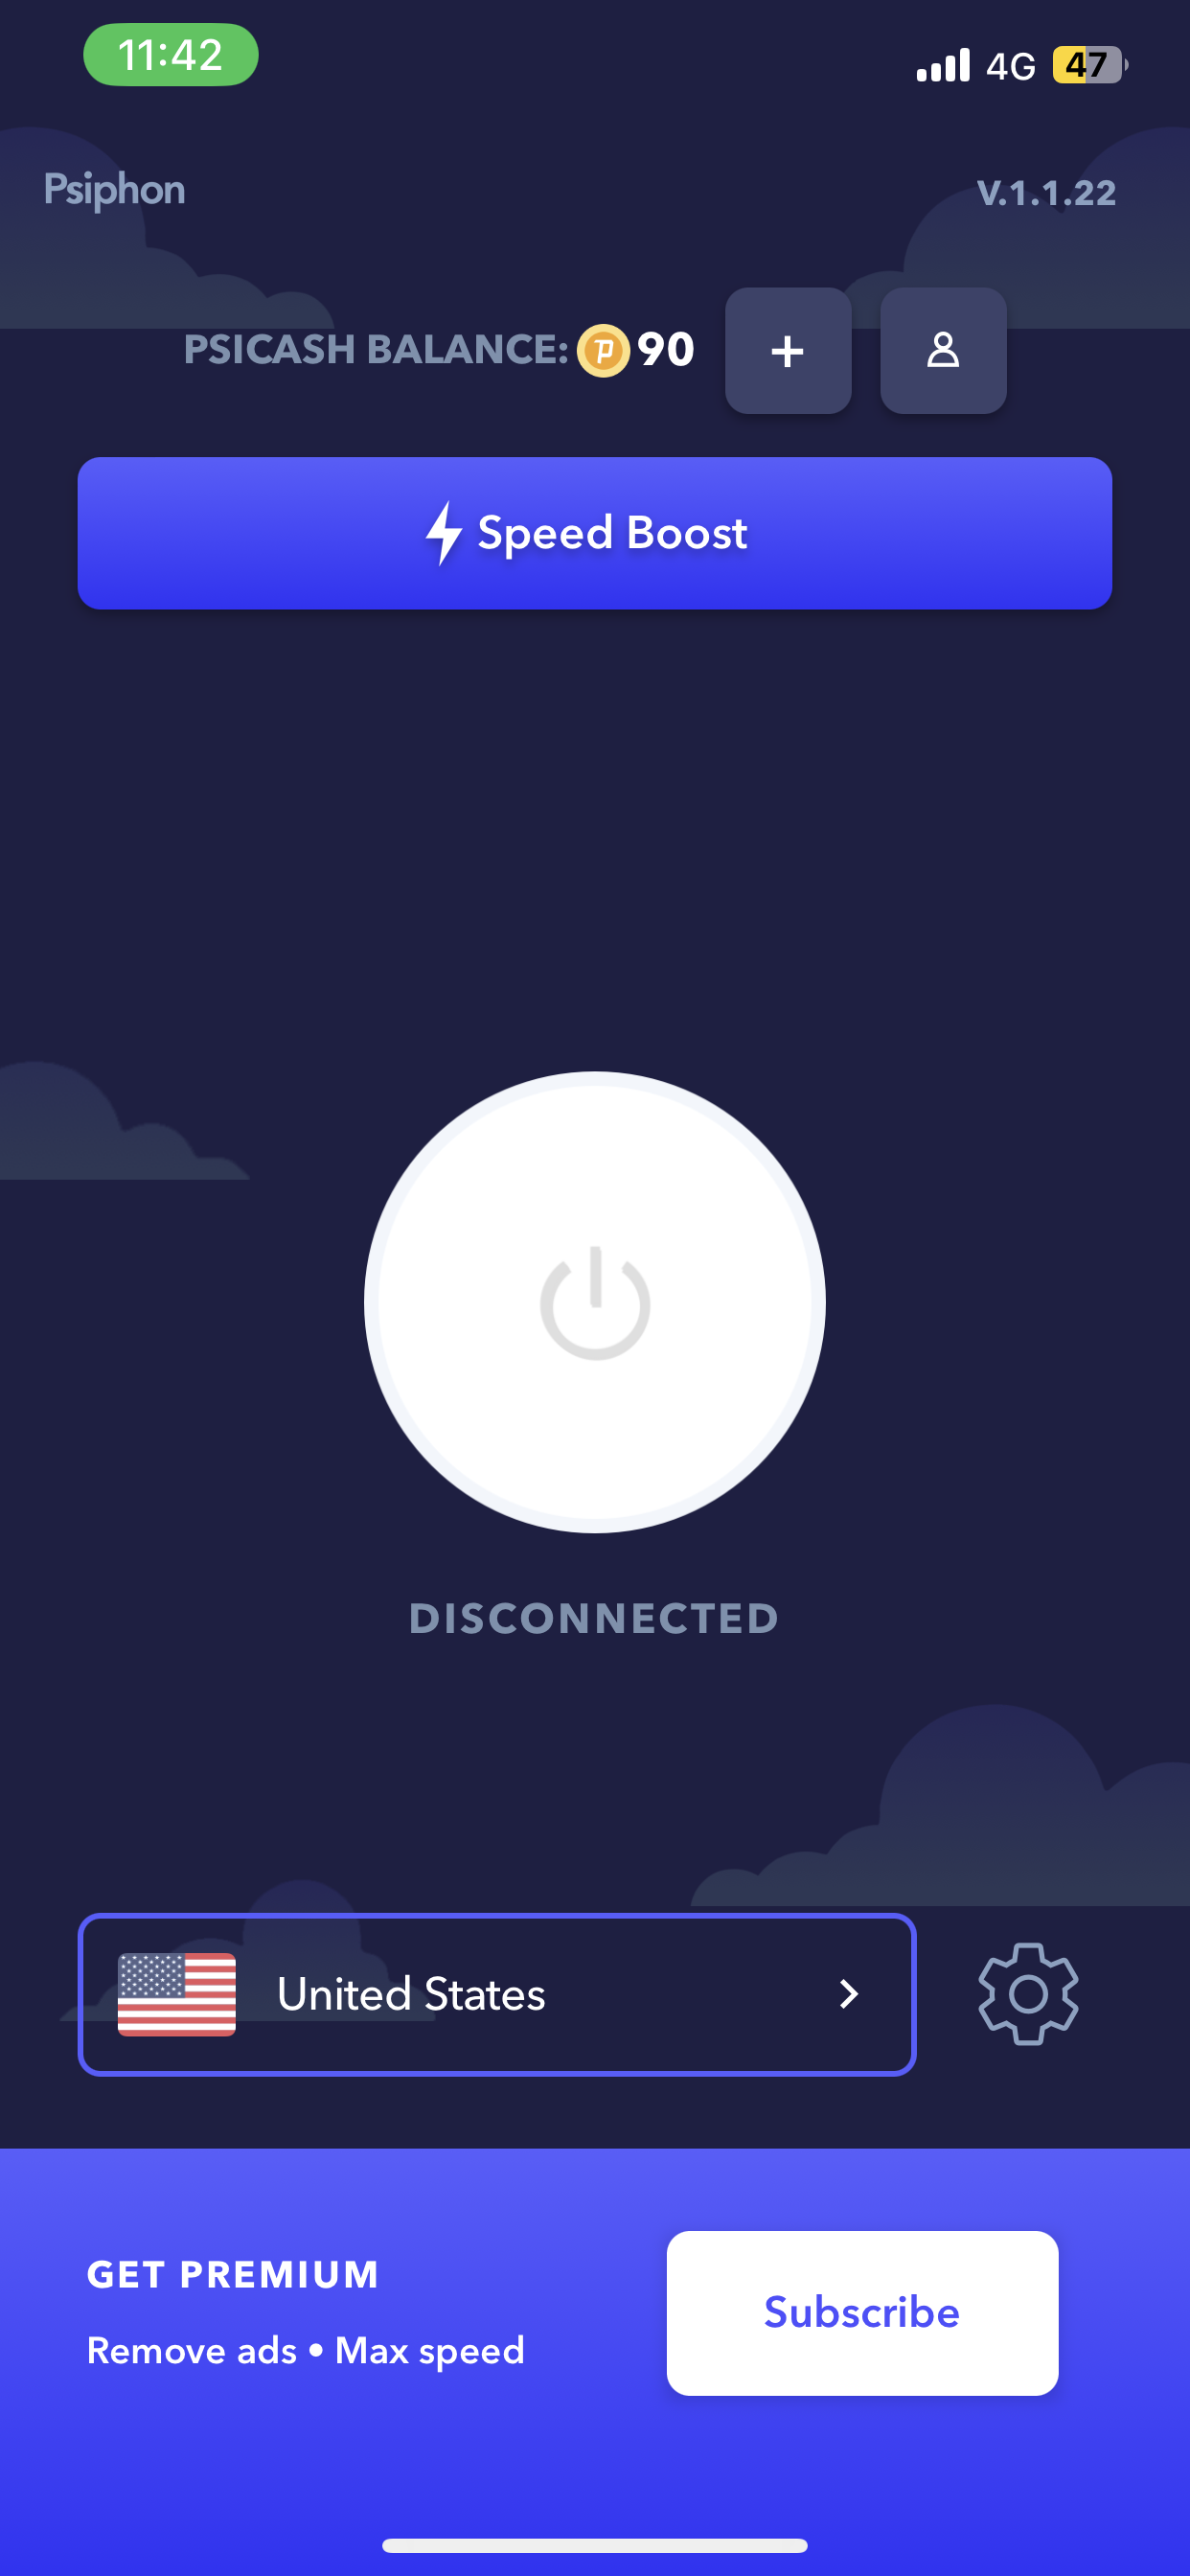 11:42
4G 47
Psiphon
V.1.1.22
PSICASH BALANCE: 90
+
Speed Boost
DISCONNECTED
United States
GET PREMIUM
Remove ads • Max speed
Subscribe